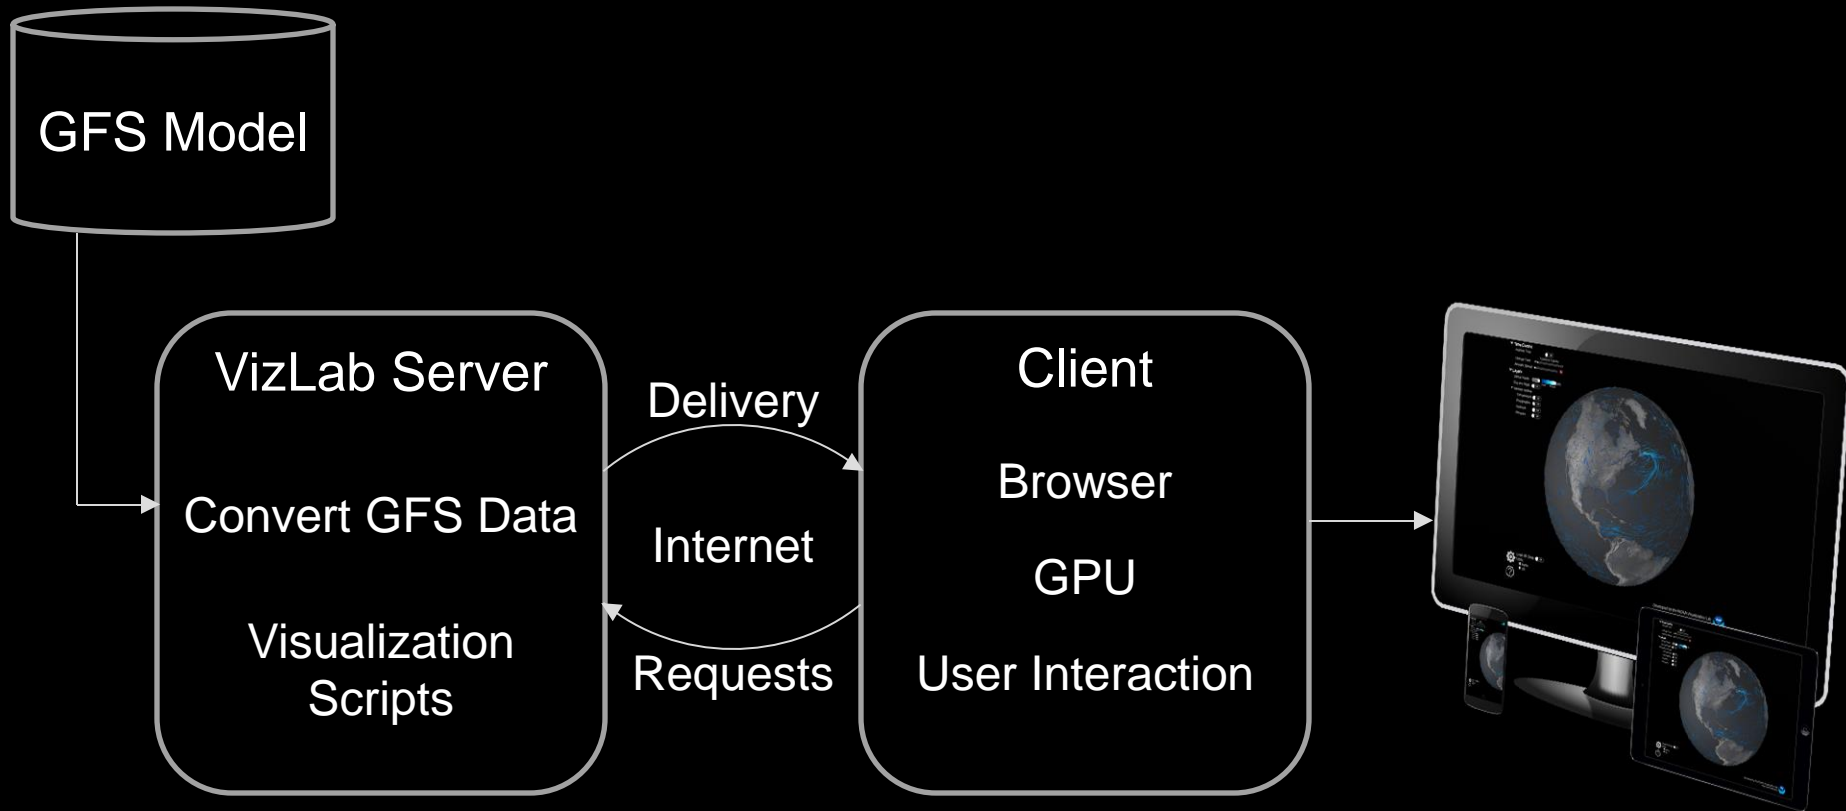 GFS Model
VizLab Server
Convert GFS Data
Visualization
Scripts
Delivery
Internet
Requests
Client
Browser
GPU
User Interaction